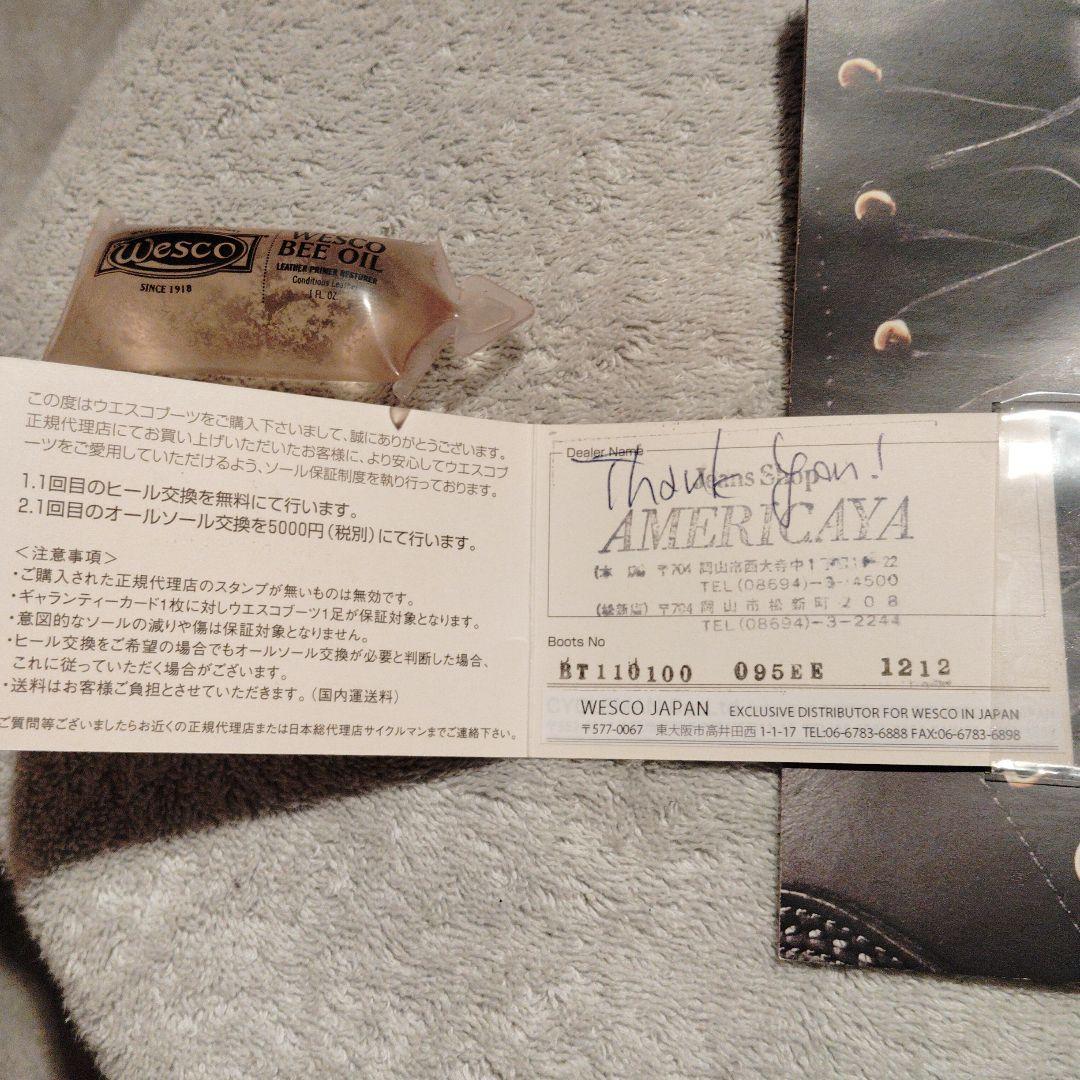 Wesco
SINCE 1918
WESCO
BEE OIL
LEATHER PRIMER RESTORER
Conditions Leather
1 FL. OZ
この度はウエスコブーツをご購入下さいまして、誠にありがとうございます。
正規代理店にてお買い上げいただいたお客様に、より安心してウエスコブ
ーツをご愛用していただけるよう、ソール保証制度を執り行っております。
1.1回目のヒール交換を無料にて行います。
2.1回目のオールソール交換を5000円(税別)にて行います。
<注意事項>
・ご購入された正規代理店のスタンプが無いものは無効です。
・ギャランティーカード1枚に対しウエスコブーツ1足が保証対象となります。
・意図的なソールの減りや傷は保証対象となりません。
・ヒール交換をご希望の場合でもオールソール交換が必要と判断した場合、
これに従っていただく場合がございます。
・送料はお客様ご負担とさせていただきます。(国内運送料)
ご質問等ございましたらお近くの正規代理店または日本総代理店サイクルマンまでご連絡下さい。
Dealer Name
Thank you!
Jeans Shop
AMERICAYA
(本店) 〒704 岡山市西大寺中1
TEL (08694)-3-4500
〒704 岡山市松新町208
TEL (08694)-3-2244
Boots No
BT110100 095EE 1212
WESCO JAPAN EXCLUSIVE DISTRIBUTOR FOR WESCO IN JAPAN
〒577-0067 東大阪市高井田西1-1-17 TEL:06-6783-6888 FAX:06-6783-6898